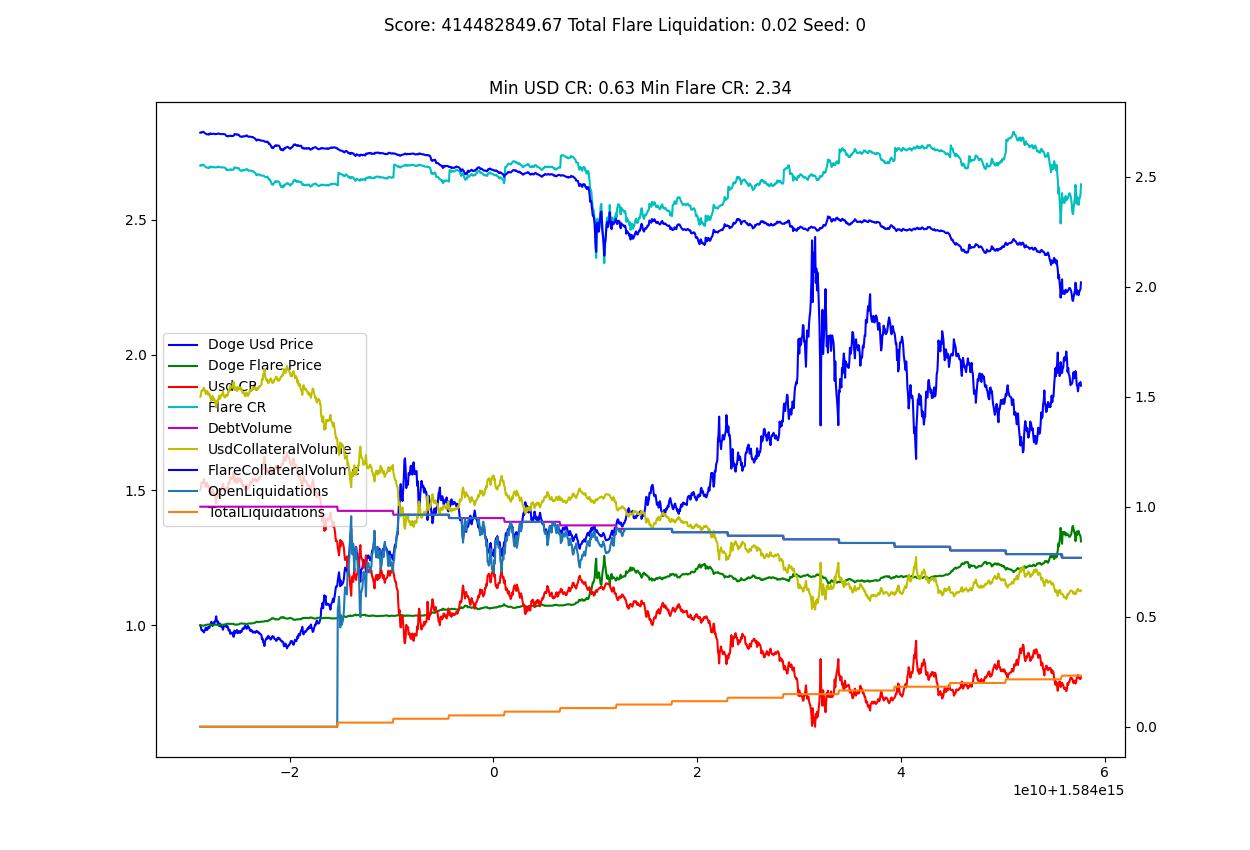 Score: 414482849.67 Total Flare Liquidation: 0.02 Seed: 0
Min USD CR: 0.63 Min Flare CR: 2.34
2.5
2.0
1.5
1.0
Doge Usd Price
Doge Flare Price
Usd CR
Flare CR
DebtVolume
UsdCollateralVolume
FlareCollateralVolume
OpenLiquidations
TotalLiquidations
2.5
2.0
1.5
1.0
0.5
0.0
−2
0
2
4
6
1e10+1.584e15